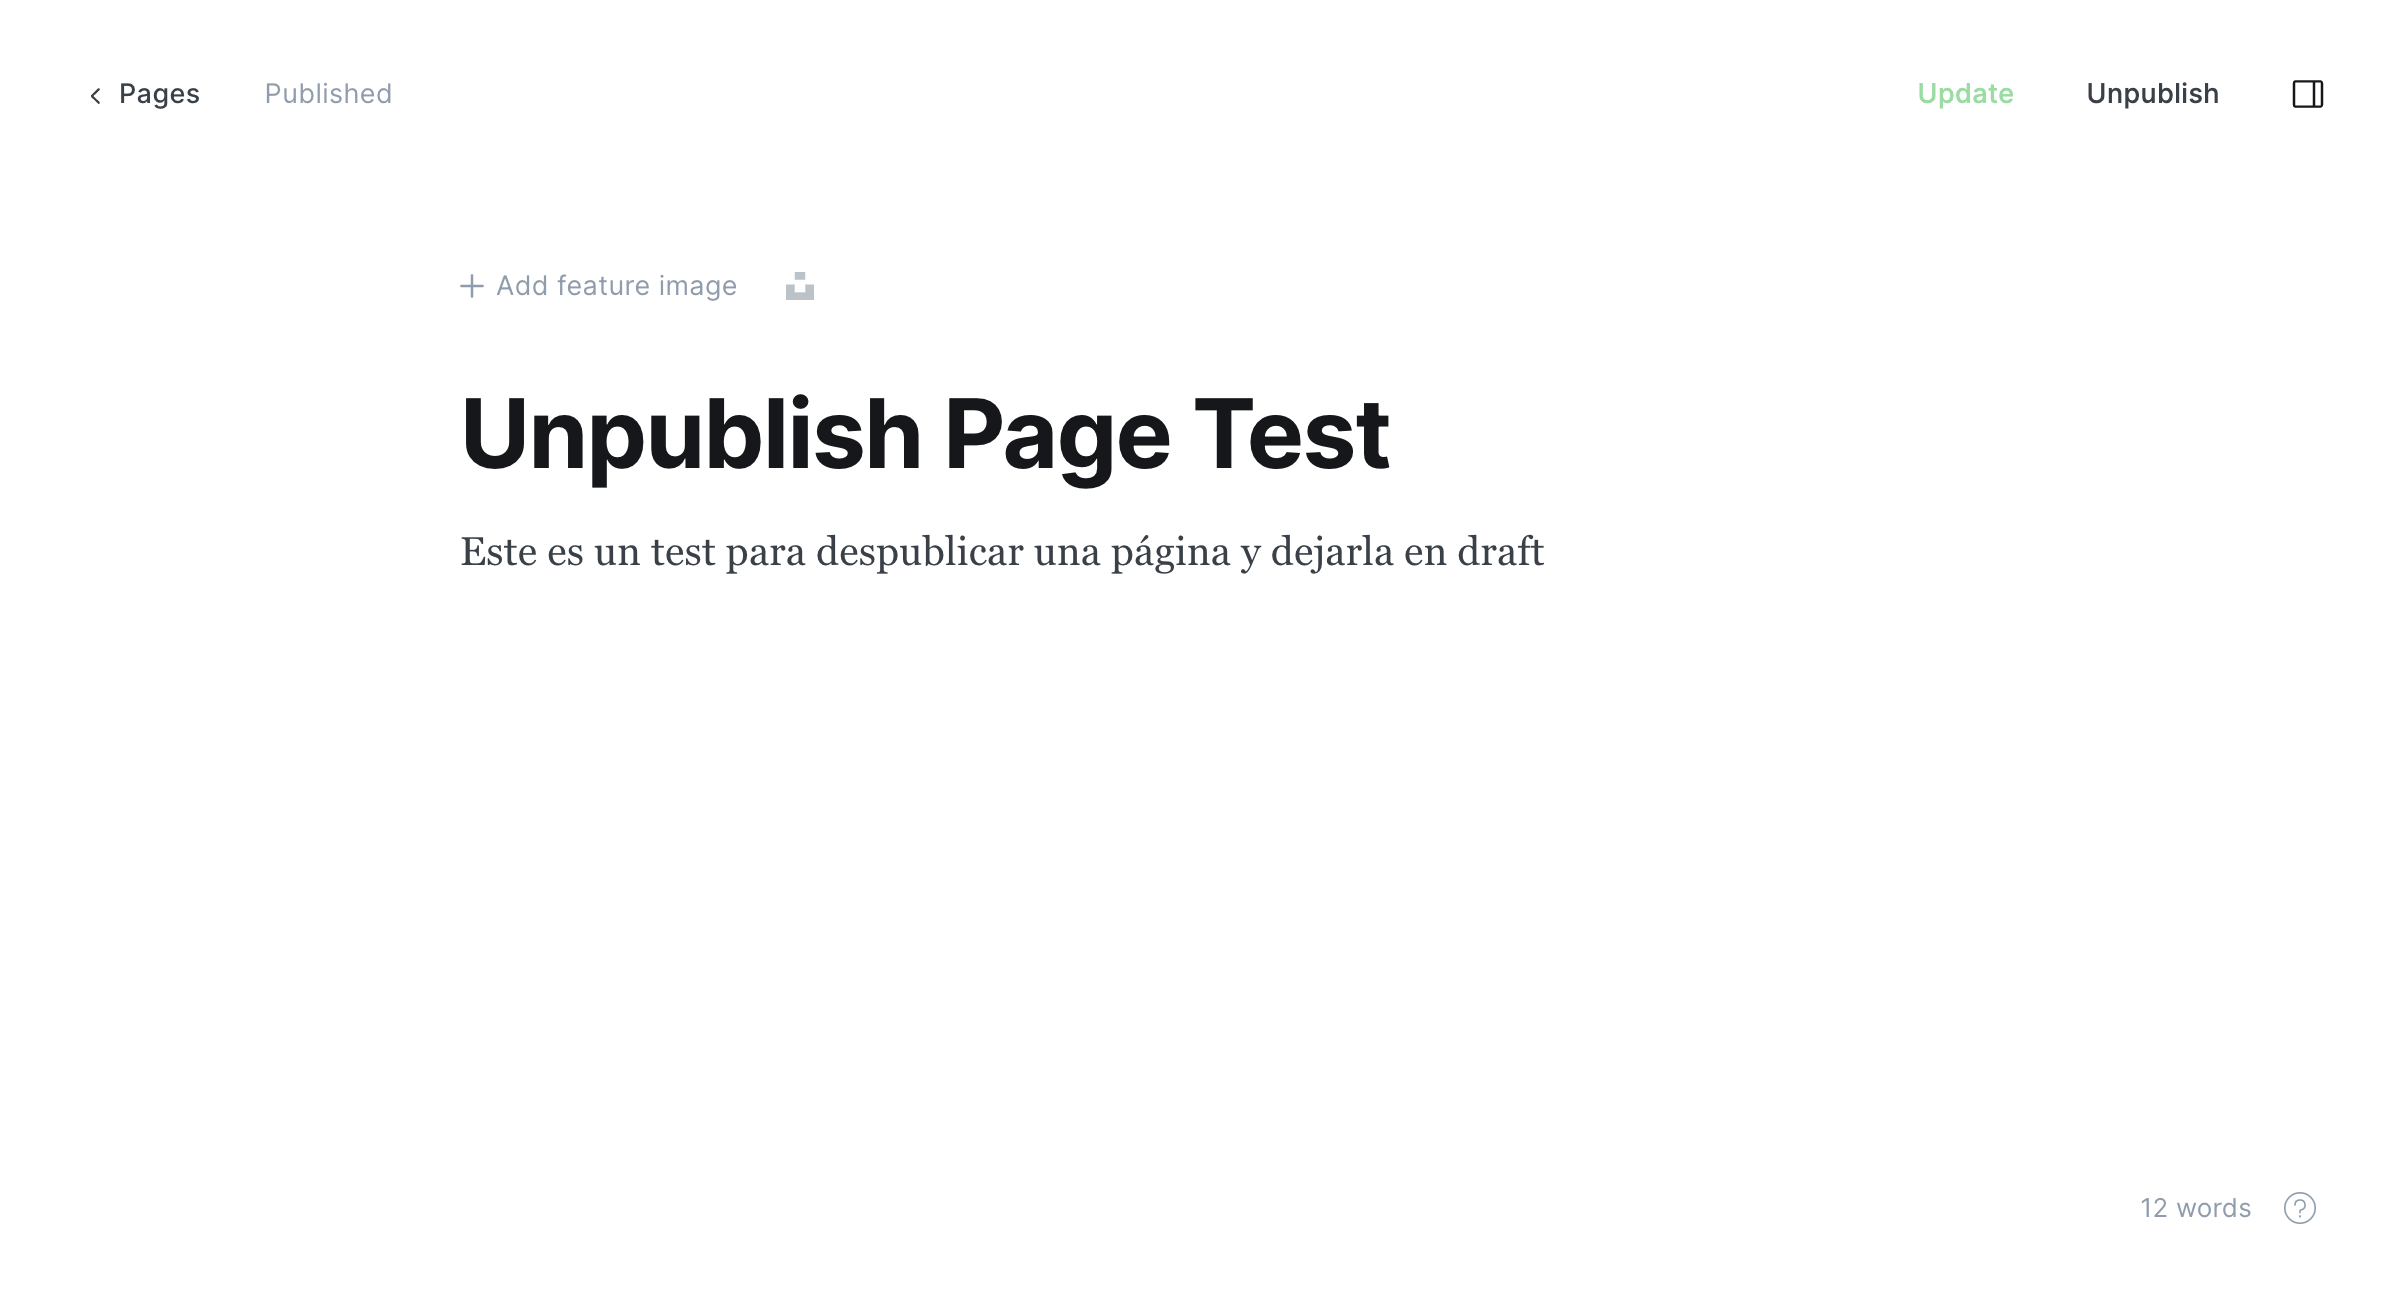 Pages
Published
Update
Unpublish
Add feature image
Unpublish Page Test
Este es un test para despublicar una página y dejarla en draft
12 words
?